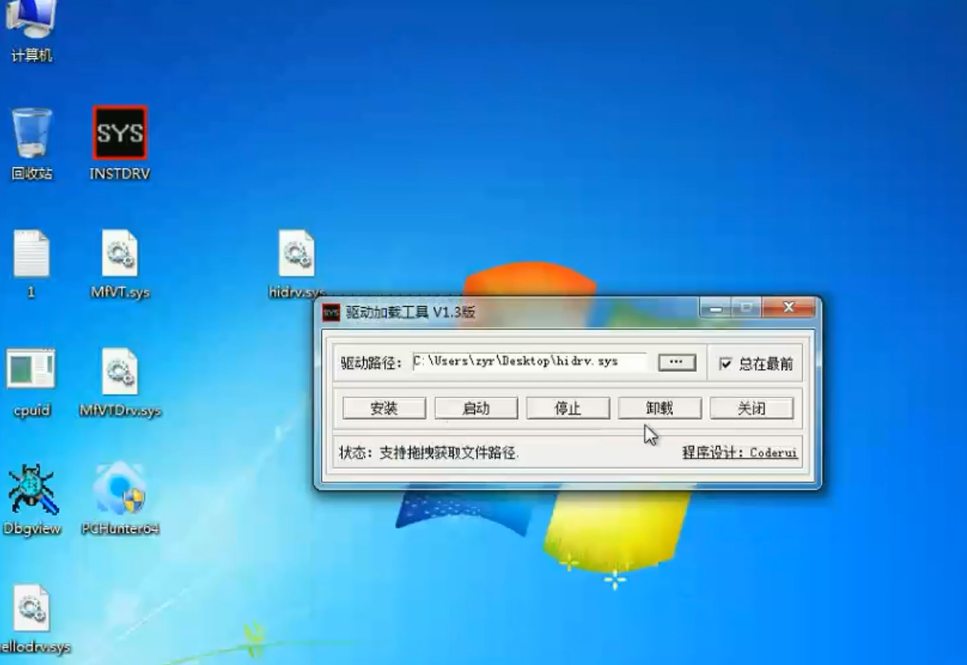 计算机
回收站
SYS
INSTDRV
1
MfVT.sys
hidrv.sys
SYS 驱动加载工具 V1.3版
驱动路径: C:\Users\zyr\Desktop\hidrv.sys ... 总在最前
安装 启动 停止 卸载 关闭
状态: 支持拖拽获取文件路径. 程序设计: Coderui
cpuid
MfVTDrv.sys
Dbgview
PCHunter64
ellodrv.sys